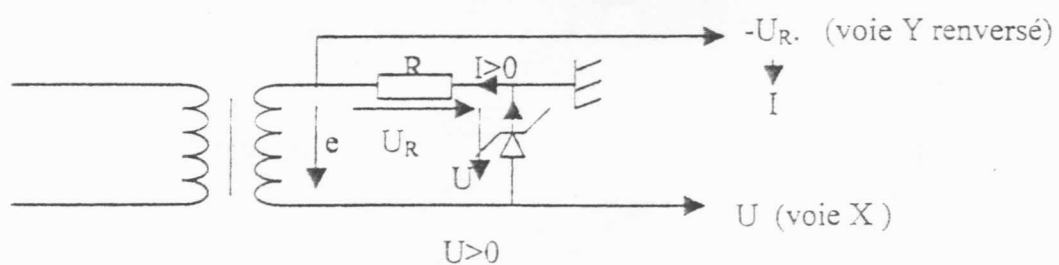 -U_R. (voie Y renversé)
R I>0
I
e U_R U
U (voie X )
U>0